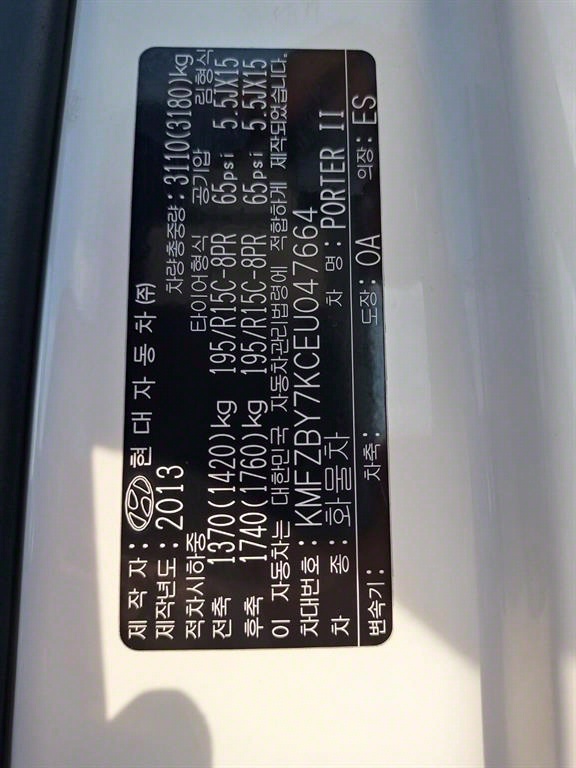 제 작 자 : 현 대 자 동 차 ㈜
제작년도 : 2013 차량총중량 : 3110(3180)kg
적차시하중 타이어형식 공기압 림형식
전축 1370(1420)kg 195/R15C-8PR 65psi 5.5JX15
후축 1740(1760)kg 195/R15C-8PR 65psi 5.5JX15
이 자동차는 대한민국 자동차관리법령에 적합하게 제작되었습니다.
차대번호 : KMFZBY7KCEU047664
차 종 : 화물차 차 명 : PORTER II
변속기 : 차축 : 도장 : OA 의장 : ES